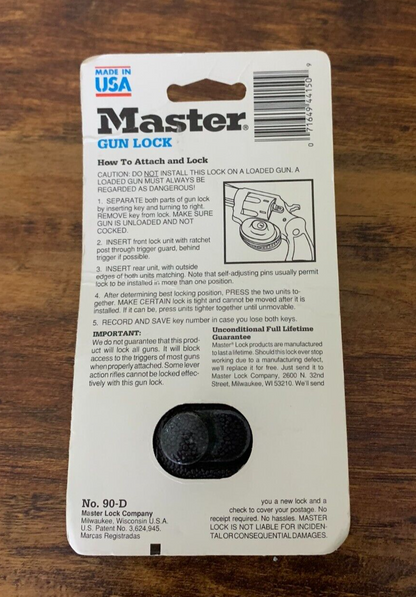 MADE IN
USA
0 71649 44150 9
Master®
GUN LOCK
How To Attach and Lock
CAUTION: DO NOT INSTALL THIS LOCK ON A LOADED GUN. A
LOADED GUN MUST ALWAYS BE
REGARDED AS DANGEROUS!
1. SEPARATE both parts of gun lock
by inserting key and turning to right.
REMOVE key from lock. MAKE SURE
GUN IS UNLOADED AND NOT
COCKED.
2. INSERT front lock unit with ratchet
post through trigger guard, behind
trigger if possible.
3. INSERT rear unit, with outside
edges of both units matching. Note that self-adjusting pins usually permit
lock to be installed in more than one position.
4. After determining best locking position, PRESS the two units to-
gether. MAKE CERTAIN lock is tight and cannot be moved after it is
installed. If it can be, press units tighter together until unmovable.
5. RECORD AND SAVE key number in case you lose both keys.
IMPORTANT:
We do not guarantee that this prod-
uct will lock all guns. It will block
access to the triggers of most guns
when properly attached. Some lever
action rifles cannot be locked effec-
tively with this gun lock.
Unconditional Full Lifetime
Guarantee
Master® Lock products are manufactured
to last a lifetime. Should this lock ever stop
working due to a manufacturing defect,
we'll replace it for free. Just send it to
Master Lock Company, 2600 N. 32nd
Street, Milwaukee, WI 53210. We'll send
you a new lock and a
check to cover your postage. No
receipt required. No hassles. MASTER
LOCK IS NOT LIABLE FOR INCIDEN-
TAL OR CONSEQUENTIAL DAMAGES.
No. 90-D
Master Lock Company
Milwaukee, Wisconsin U.S.A.
U.S. Patent No. 3,624,945.
Marcas Registradas